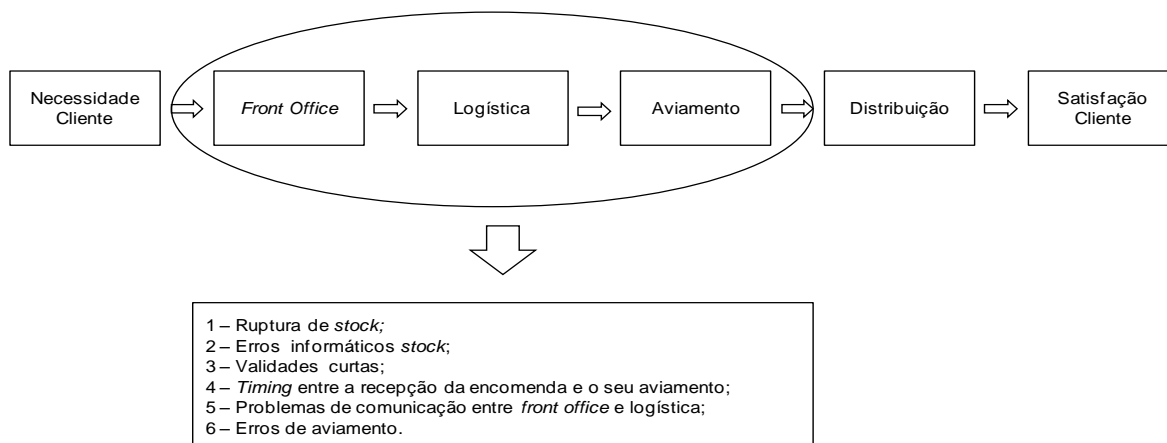 Necessidade
Cliente
Front Office
Logística
Aviamento
Distribuição
Satisfação
Cliente
1 – Ruptura de stock;
2 – Erros informáticos stock;
3 – Validades curtas;
4 – Timing entre a recepção da encomenda e o seu aviamento;
5 – Problemas de comunicação entre front office e logística;
6 – Erros de aviamento.